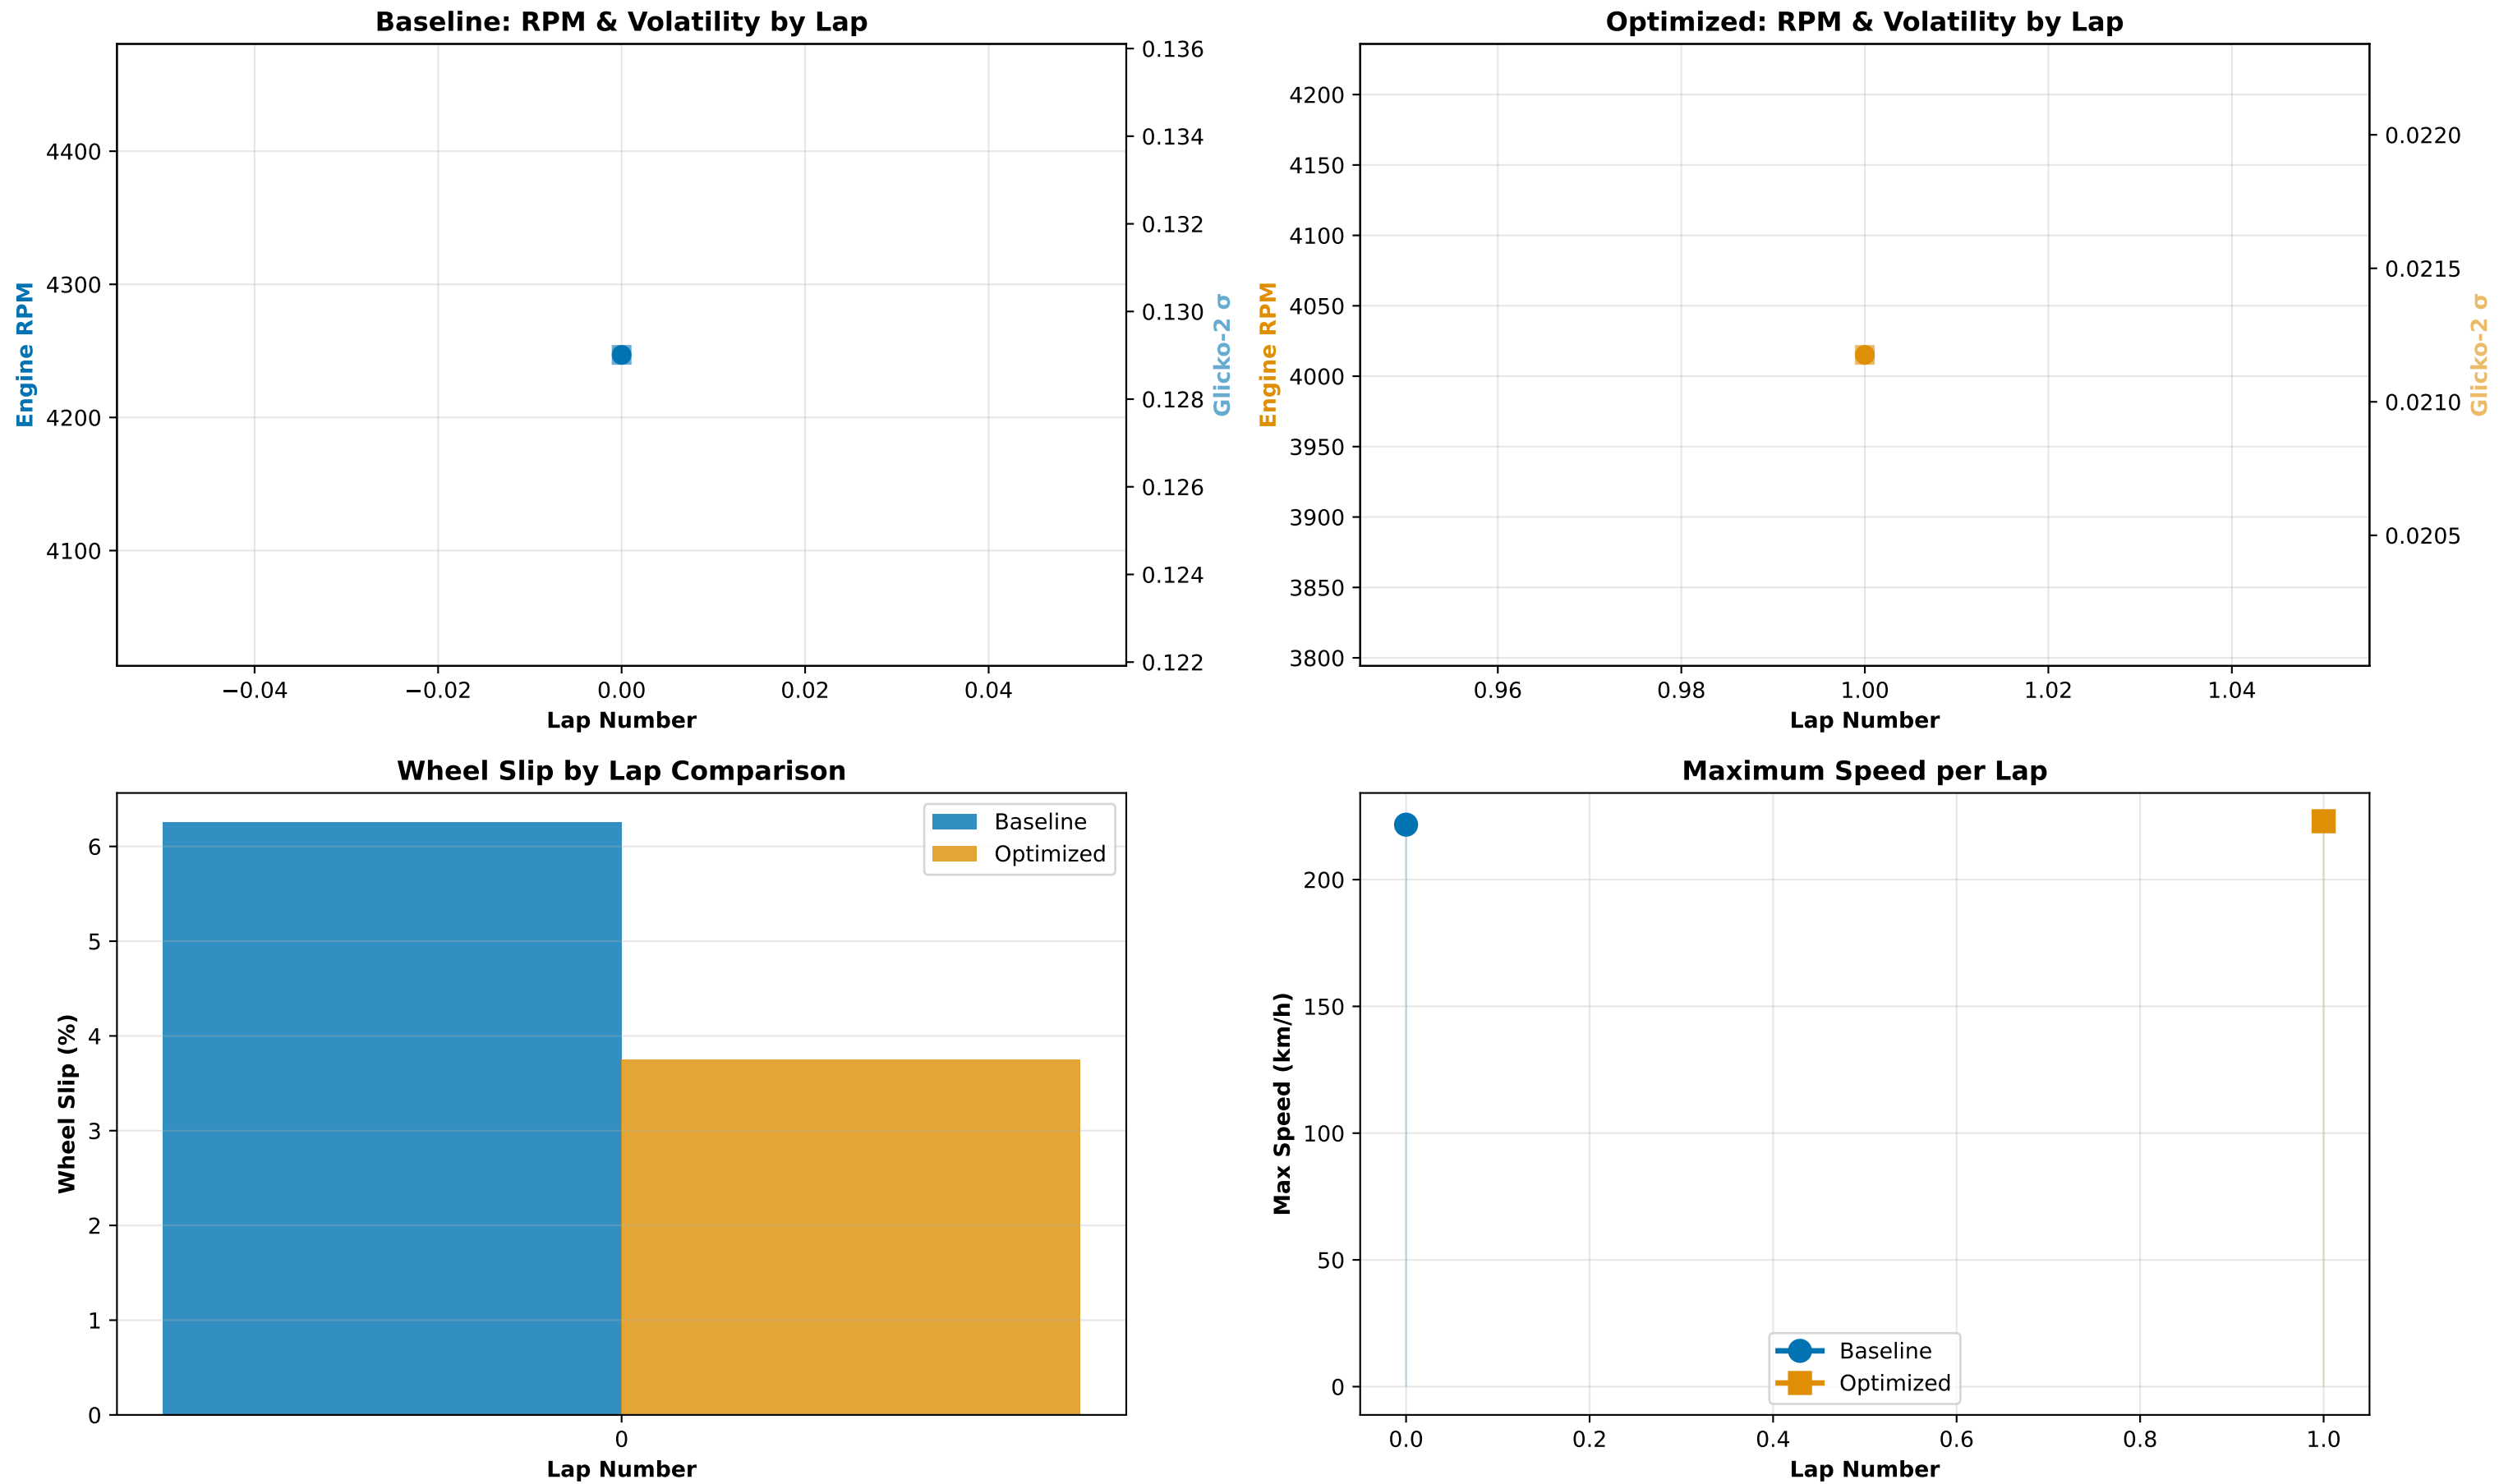 Baseline: RPM & Volatility by Lap
Engine RPM
4400
4300
4200
4100
0.136
0.134
0.132
0.130
0.128
0.126
0.124
0.122
Glicko-2 σ
−0.04 −0.02 0.00 0.02 0.04
Lap Number
Optimized: RPM & Volatility by Lap
Engine RPM
4200
4150
4100
4050
4000
3950
3900
3850
3800
0.0220
0.0215
0.0210
0.0205
Glicko-2 σ
0.96 0.98 1.00 1.02 1.04
Lap Number
Wheel Slip by Lap Comparison
Wheel Slip (%)
6
5
4
3
2
1
0
Baseline
Optimized
0
Lap Number
Maximum Speed per Lap
Max Speed (km/h)
200
150
100
50
0
Baseline
Optimized
0.0 0.2 0.4 0.6 0.8 1.0
Lap Number